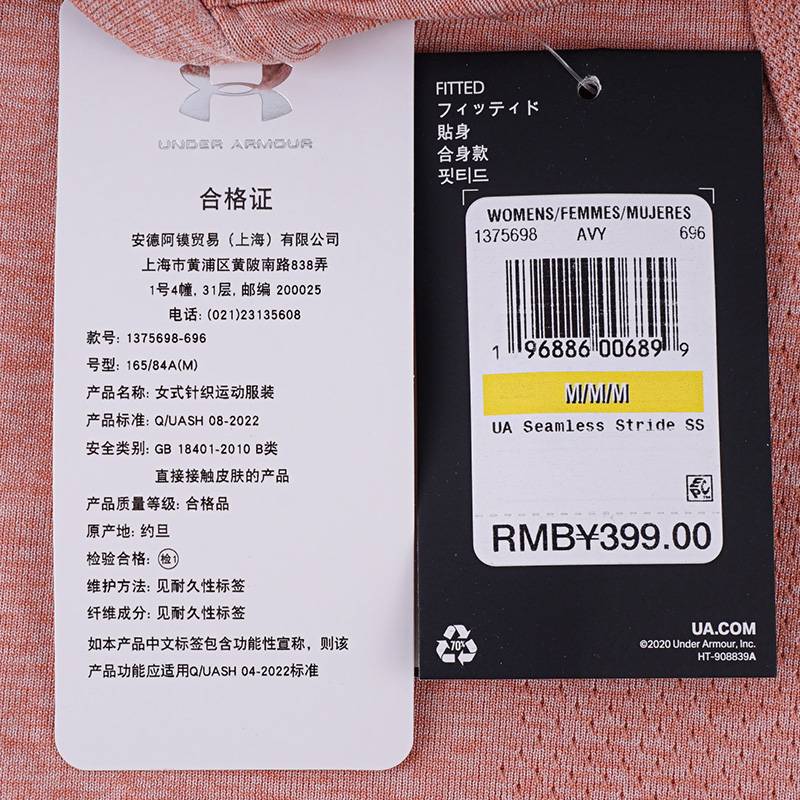 UNDER ARMOUR
合格证
安德阿镆贸易（上海）有限公司
上海市黄浦区黄陂南路838弄
1号4幢, 31层, 邮编 200025
电话: (021)23135608
款号: 1375698-696
号型: 165/84A(M)
产品名称: 女式针织运动服装
产品标准: Q/UASH 08-2022
安全类别: GB 18401-2010 B类
直接接触皮肤的产品
产品质量等级: 合格品
原产地: 约旦
检验合格: 检1
维护方法: 见耐久性标签
纤维成分: 见耐久性标签
如本产品中文标签包含功能性宣称, 则该
产品功能应适用Q/UASH 04-2022标准
FITTED
フィッティド
貼身
合身款
핏티드
WOMENS/FEMMES/MUJERES
1375698 AVY 696
1 96886 00689 9
M/M/M
UA Seamless Stride SS
EPC
RMB¥399.00
70%
UA.COM
©2020 Under Armour, Inc.
HT-908839A